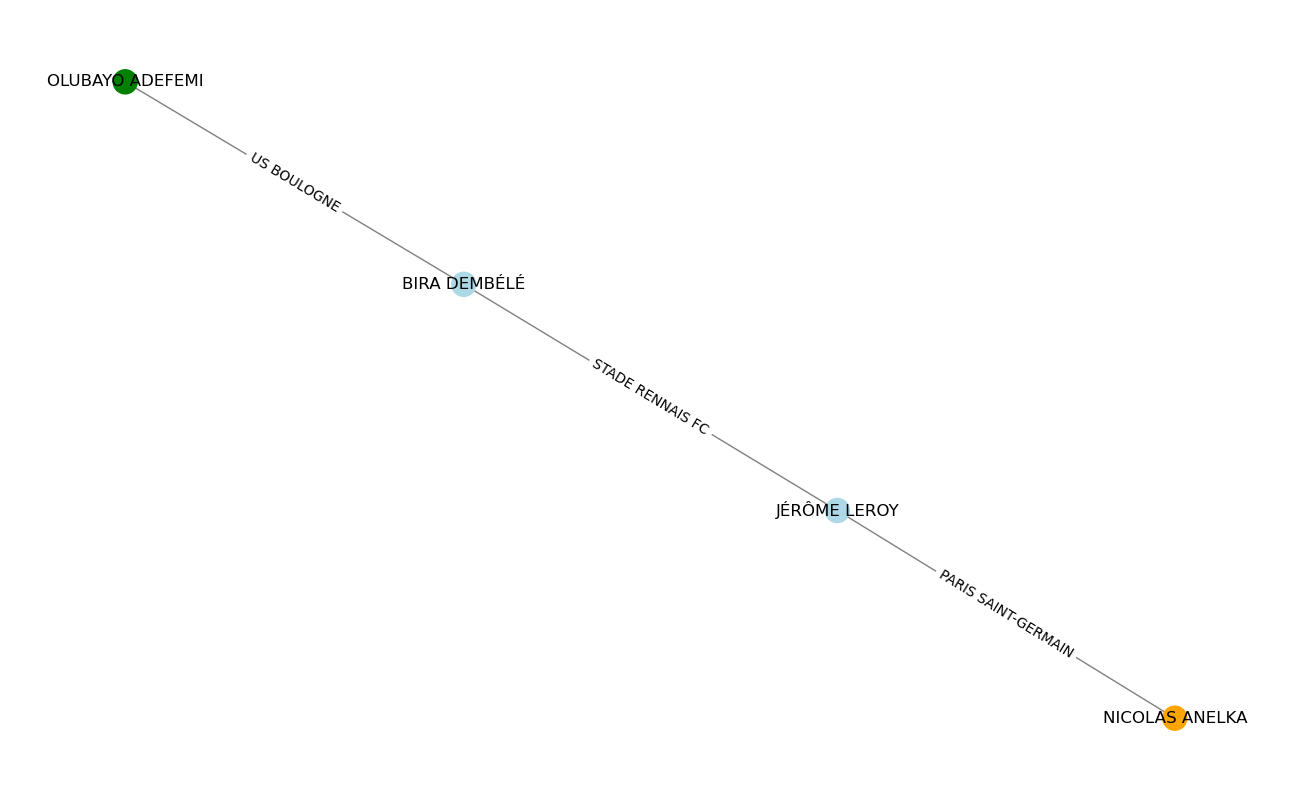 OLUBAYO ADEFEMI
US BOULOGNE
BIRA DEMBÉLÉ
STADE RENNAIS FC
JÉRÔME LEROY
PARIS SAINT-GERMAIN
NICOLAS ANELKA